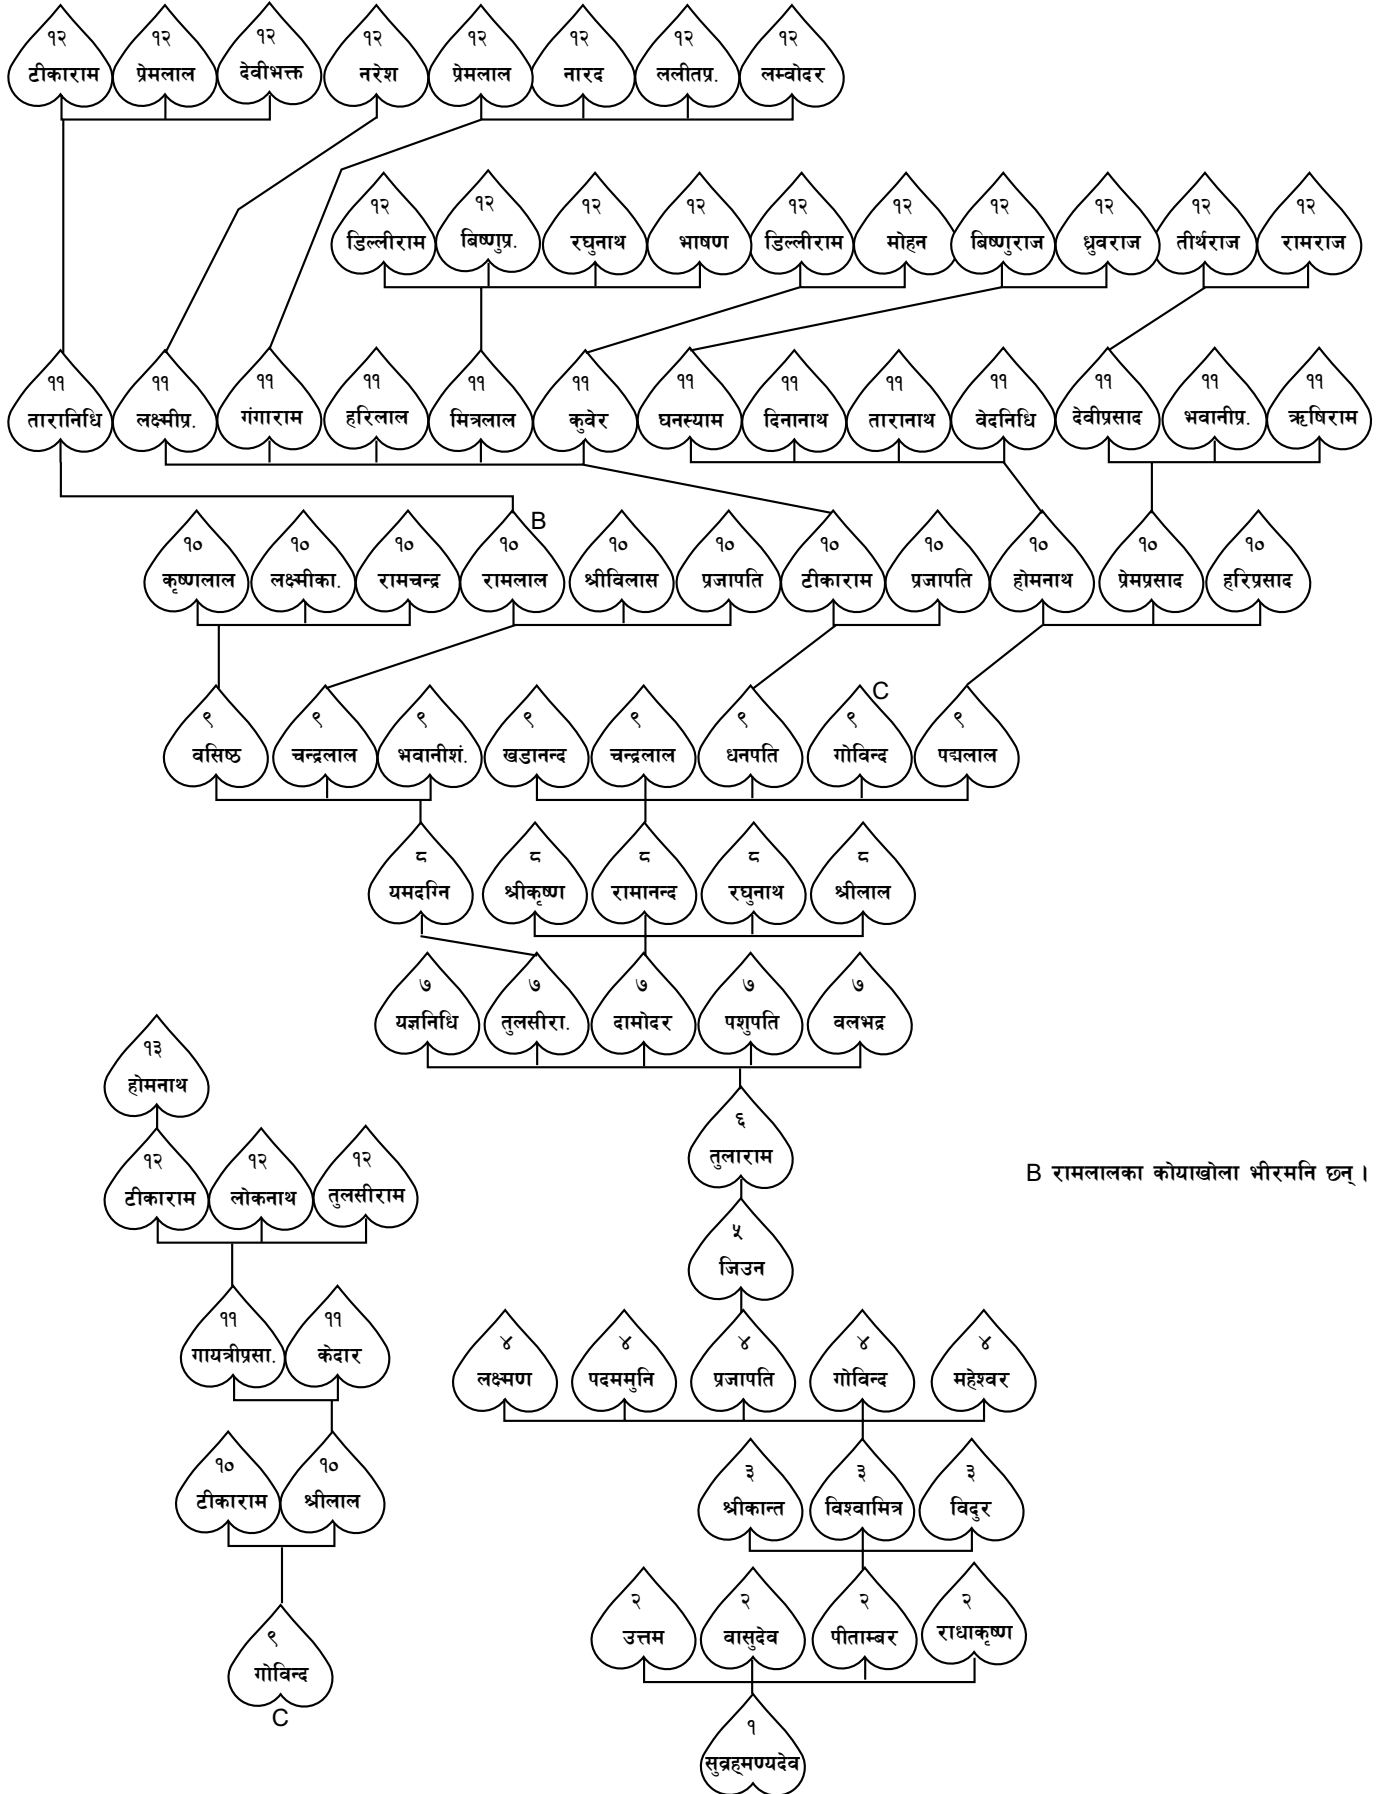 १२ १२ १२ १२ १२ १२ १२ १२
टीकाराम प्रेमलाल देवीभक्त नरेश प्रेमलाल नारद ललीतप्र. लम्वोदर
१२ १२ १२ १२ १२ १२ १२ १२ १२ १२
डिल्लीराम बिष्णुप्र. रघुनाथ भाषण डिल्लीराम मोहन बिष्णुराज ध्रुवराज तीर्थराज रामराज
११ ११ ११ ११ ११ ११ ११ ११ ११ ११ ११ ११ ११
तारानिधि लक्ष्मीप्र. गंगाराम हरिलाल मित्रलाल कुवेर घनस्याम दिनानाथ तारानाथ वेदनिधि देवीप्रसाद भवानीप्र. ऋषिराम
B
१० १० १० १० १० १० १० १० १० १० १०
कृष्णलाल लक्ष्मीका. रामचन्द्र रामलाल श्रीविलास प्रजापति टीकाराम प्रजापति होमनाथ प्रेमप्रसाद हरिप्रसाद
C
९ ९ ९ ९ ९ ९ ९ ९
वसिष्ठ चन्द्रलाल भवानीशं. खडानन्द चन्द्रलाल धनपति गोविन्द पद्मलाल
८ ८ ८ ८ ८
यमदग्नि श्रीकृष्ण रामानन्द रघुनाथ श्रीलाल
७ ७ ७ ७ ७
यज्ञनिधि तुलसीरा. दामोदर पशुपति वलभद्र
१३
होमनाथ
६
तुलाराम
१२ १२ १२
टीकाराम लोकनाथ तुलसीराम
B रामलालका कोयाखोला भीरमनि छन् ।
५
जिउन
११ ११
गायत्रीप्रसा. केदार
४ ४ ४ ४ ४
लक्ष्मण पदममुनि प्रजापति गोविन्द महेश्वर
१० १०
टीकाराम श्रीलाल
३ ३ ३
श्रीकान्त विश्वामित्र विदुर
२ २ २ २
उत्तम वासुदेव पीताम्बर राधाकृष्ण
९
गोविन्द
C
१
सुव्रह्मण्यदेव